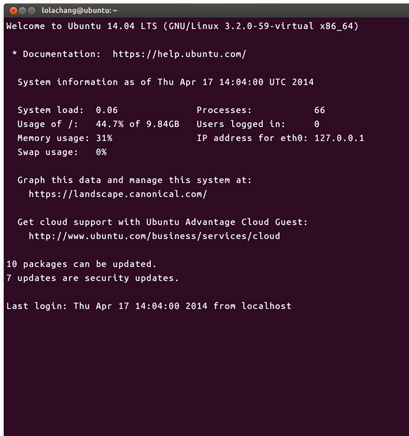 lolachang@ubuntu: ~
Welcome to Ubuntu 14.04 LTS (GNU/Linux 3.2.0-59-virtual x86_64)
* Documentation: https://help.ubuntu.com/
System information as of Thu Apr 17 14:04:00 UTC 2014
System load: 0.06 Processes: 66
Usage of /: 44.7% of 9.84GB Users logged in: 0
Memory usage: 31% IP address for eth0: 127.0.0.1
Swap usage: 0%
Graph this data and manage this system at:
https://landscape.canonical.com/
Get cloud support with Ubuntu Advantage Cloud Guest:
http://www.ubuntu.com/business/services/cloud
10 packages can be updated.
7 updates are security updates.
Last login: Thu Apr 17 14:04:00 2014 from localhost